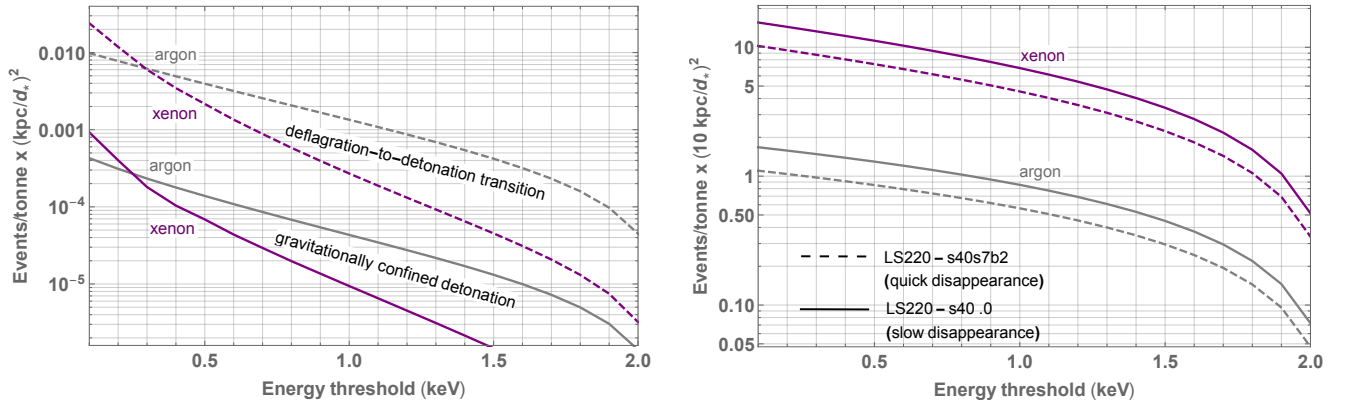 Events/tonne x (kpc/d⋆)²
0.010
0.001
10⁻⁴
10⁻⁵
argon
xenon
deflagration–to–detonation transition
argon
xenon
gravitationally confined detonation
0.5
1.0
1.5
2.0
Energy threshold (keV)
Events/tonne x (10 kpc/d⋆)²
10
5
1
0.50
0.10
0.05
xenon
argon
LS220 – s40s7b2
(quick disappearance)
LS220 – s40 .0
(slow disappearance)
0.5
1.0
1.5
2.0
Energy threshold (keV)